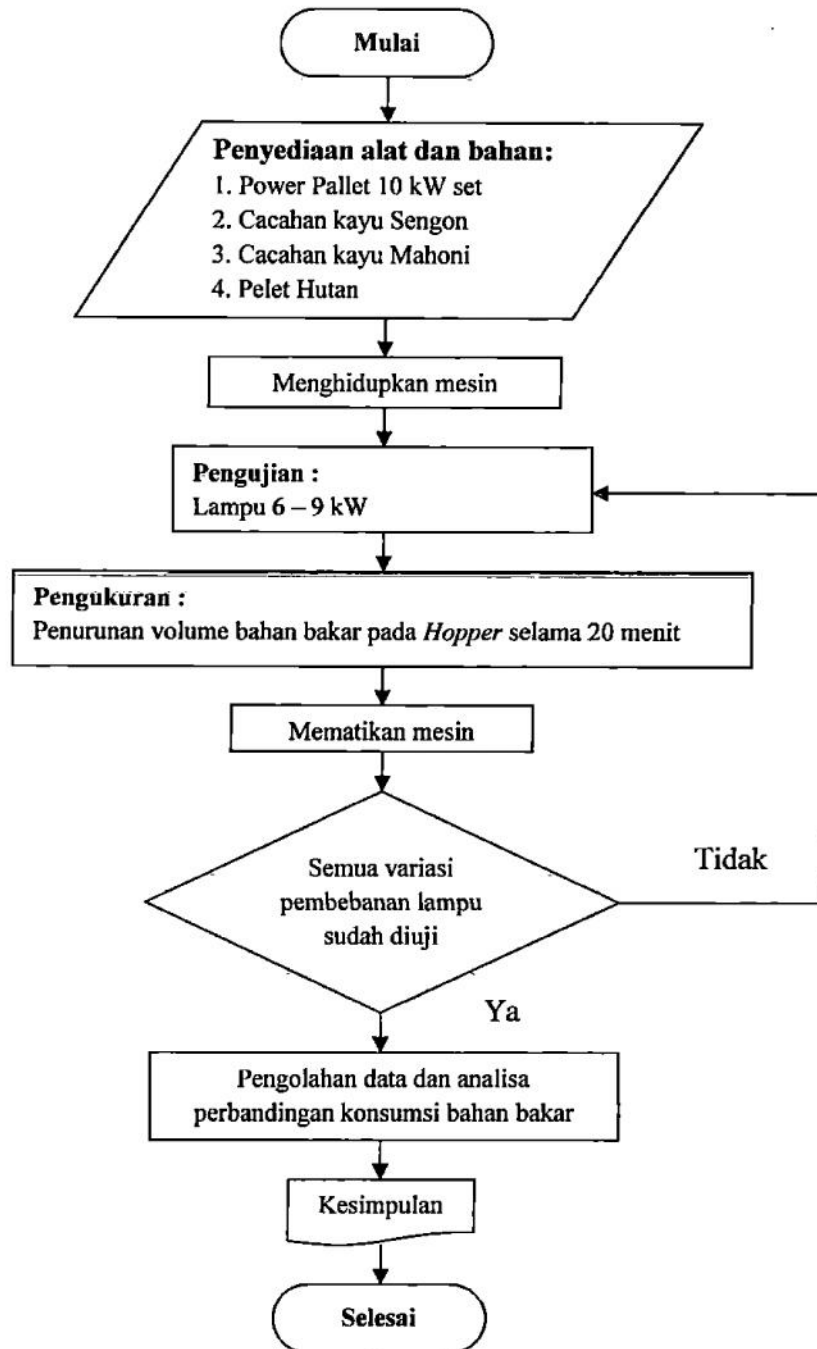 Mulai
Penyediaan alat dan bahan:
1. Power Pallet 10 kW set
2. Cacahan kayu Sengon
3. Cacahan kayu Mahoni
4. Pelet Hutan
Menghidupkan mesin
Pengujian :
Lampu 6 – 9 kW
Pengukuran :
Penurunan volume bahan bakar pada Hopper selama 20 menit
Mematikan mesin
Semua variasi
pembebanan lampu
sudah diuji
Tidak
Ya
Pengolahan data dan analisa
perbandingan konsumsi bahan bakar
Kesimpulan
Selesai